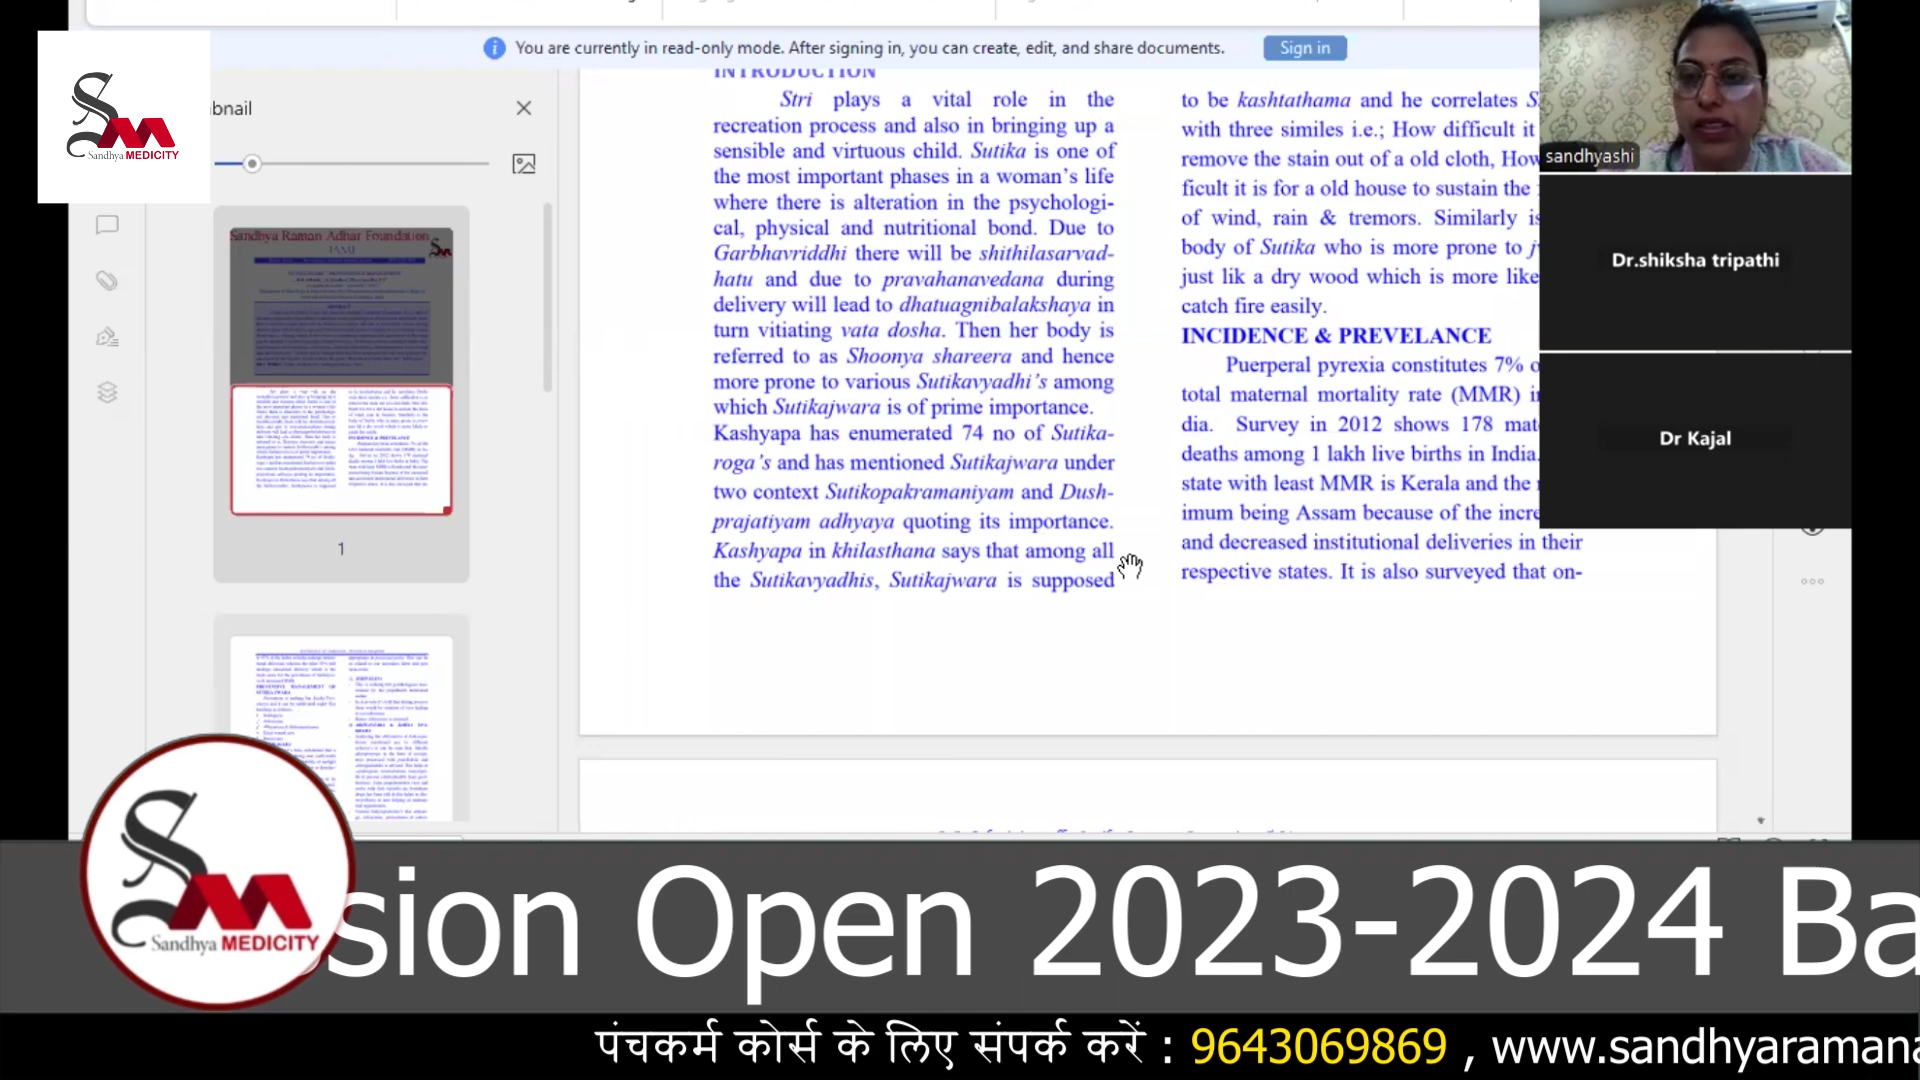 You are currently in read-only mode. After signing in, you can create, edit, and share documents.
Sign in
Sandhya MEDICITY
bnail
Sandhya Raman Adhar Foundation
1
INTRODUCTION
Stri plays a vital role in the
recreation process and also in bringing up a
sensible and virtuous child. Sutika is one of
the most important phases in a woman's life
where there is alteration in the psychologi-
cal, physical and nutritional bond. Due to
Garbhavriddhi there will be shithilasarvad-
hatu and due to pravahanavedana during
delivery will lead to dhatuagnibalakshaya in
turn vitiating vata dosha. Then her body is
referred to as Shoonya shareera and hence
more prone to various Sutikavyadhi's among
which Sutikajwara is of prime importance.
Kashyapa has enumerated 74 no of Sutika-
roga's and has mentioned Sutikajwara under
two context Sutikopakramaniyam and Dush-
prajatiyam adhyaya quoting its importance.
Kashyapa in khilasthana says that among all
the Sutikavyadhis, Sutikajwara is supposed
to be kashtathama and he correlates S
with three similes i.e.; How difficult it
remove the stain out of a old cloth, How
ficult it is for a old house to sustain the
of wind, rain & tremors. Similarly is
body of Sutika who is more prone to j
just lik a dry wood which is more like
catch fire easily.
INCIDENCE & PREVELANCE
Puerperal pyrexia constitutes 7% o
total maternal mortality rate (MMR) i
dia. Survey in 2012 shows 178 mat
deaths among 1 lakh live births in India.
state with least MMR is Kerala and the
imum being Assam because of the incre
and decreased institutional deliveries in their
respective states. It is also surveyed that on-
sandhyashi
Dr.shiksha tripathi
Dr Kajal
Sandhya MEDICITY
sion Open 2023-2024 Ba
पंचकर्म कोर्स के लिए संपर्क करें : 9643069869 , www.sandhyaramana